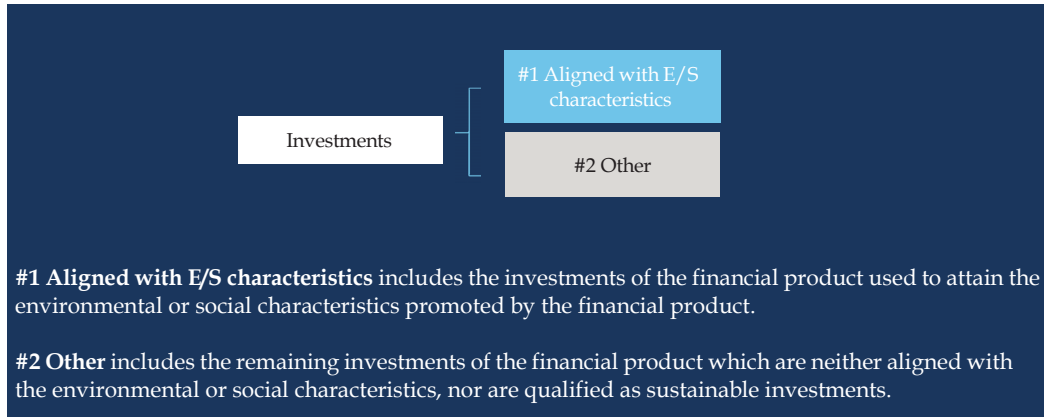 #1 Aligned with E/S
characteristics
Investments
#2 Other
#1 Aligned with E/S characteristics includes the investments of the financial product used to attain the
environmental or social characteristics promoted by the financial product.
#2 Other includes the remaining investments of the financial product which are neither aligned with
the environmental or social characteristics, nor are qualified as sustainable investments.